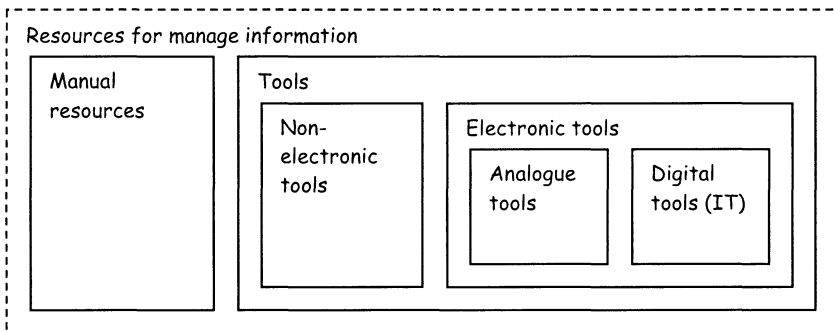 Resources for manage information
Manual
resources
Tools
Non-
electronic
tools
Electronic tools
Analogue
tools
Digital
tools (IT)